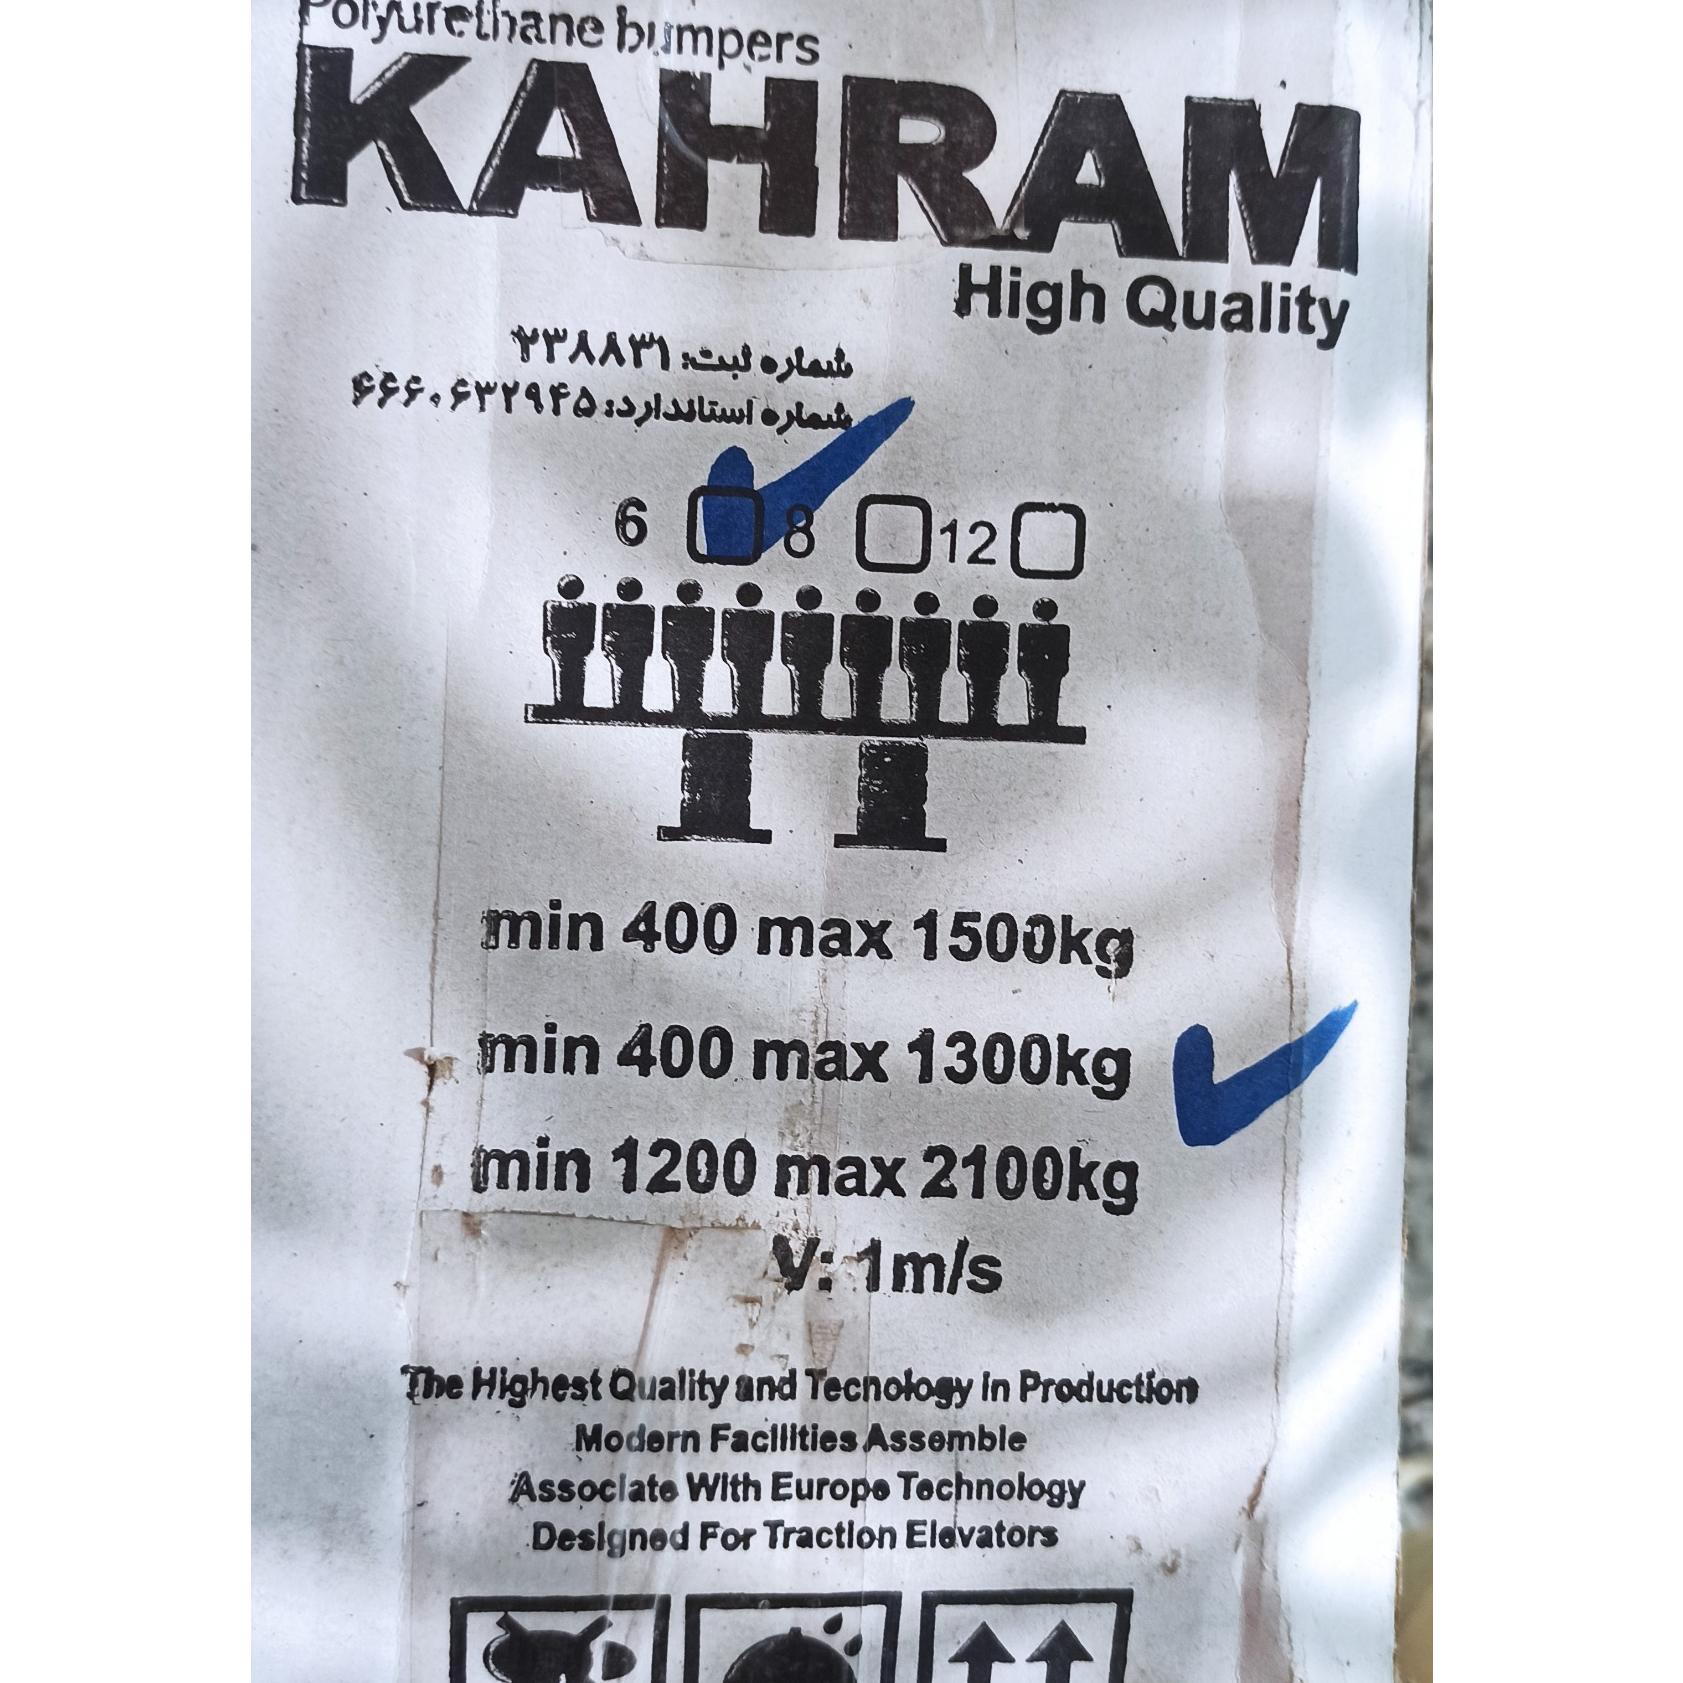 Polyurethane bumpers
KAHRAM
High Quality
شماره ثبت: ۲۳۸۸۳۱
شماره استاندارد: ۶۶۶۰۶۳۲۹۴۵
6 8 12
min 400 max 1500kg
min 400 max 1300kg
min 1200 max 2100kg
V: 1m/s
The Highest Quality and Tecnology in Production
Modern Facilities Assemble
Associate With Europe Technology
Designed For Traction Elevators